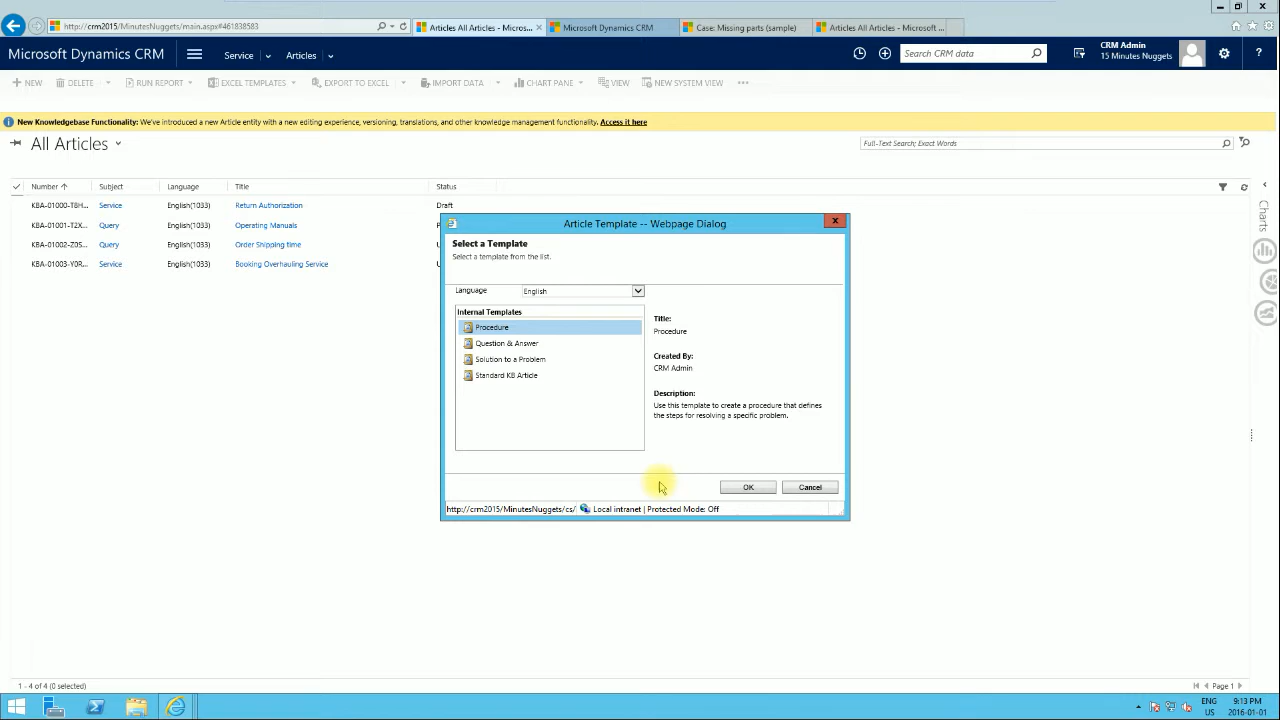 http://crm2015/MinutesNuggets/main.aspx#461838583
Articles All Articles - Micros...
Microsoft Dynamics CRM
Case: Missing parts (sample)
Articles All Articles - Microsoft ...
Microsoft Dynamics CRM
Service
Articles
Search CRM data
CRM Admin
15 Minutes Nuggets
?
+ NEW
DELETE
RUN REPORT
EXCEL TEMPLATES
EXPORT TO EXCEL
IMPORT DATA
CHART PANE
VIEW
NEW SYSTEM VIEW
...
New Knowledgebase Functionality: We've introduced a new Article entity with a new editing experience, versioning, translations, and other knowledge management functionality. Access it here
All Articles
Full-Text Search; Exact Words
Number
Subject
Language
Title
Status
KBA-01000-T8H... Service English(1033) Return Authorization Draft
KBA-01001-T2X... Query English(1033) Operating Manuals P
KBA-01002-Z0S... Query English(1033) Order Shipping time U
KBA-01003-Y0R... Service English(1033) Booking Overhauling Service U
Charts
Article Template -- Webpage Dialog
Select a Template
Select a template from the list.
Language
English
Internal Templates
Procedure
Question & Answer
Solution to a Problem
Standard KB Article
Title:
Procedure
Created By:
CRM Admin
Description:
Use this template to create a procedure that defines
the steps for resolving a specific problem.
OK
Cancel
http://crm2015/MinutesNuggets/cs/
Local intranet | Protected Mode: Off
1 - 4 of 4 (0 selected)
Page 1
ENG
US
9:13 PM
2016-01-01